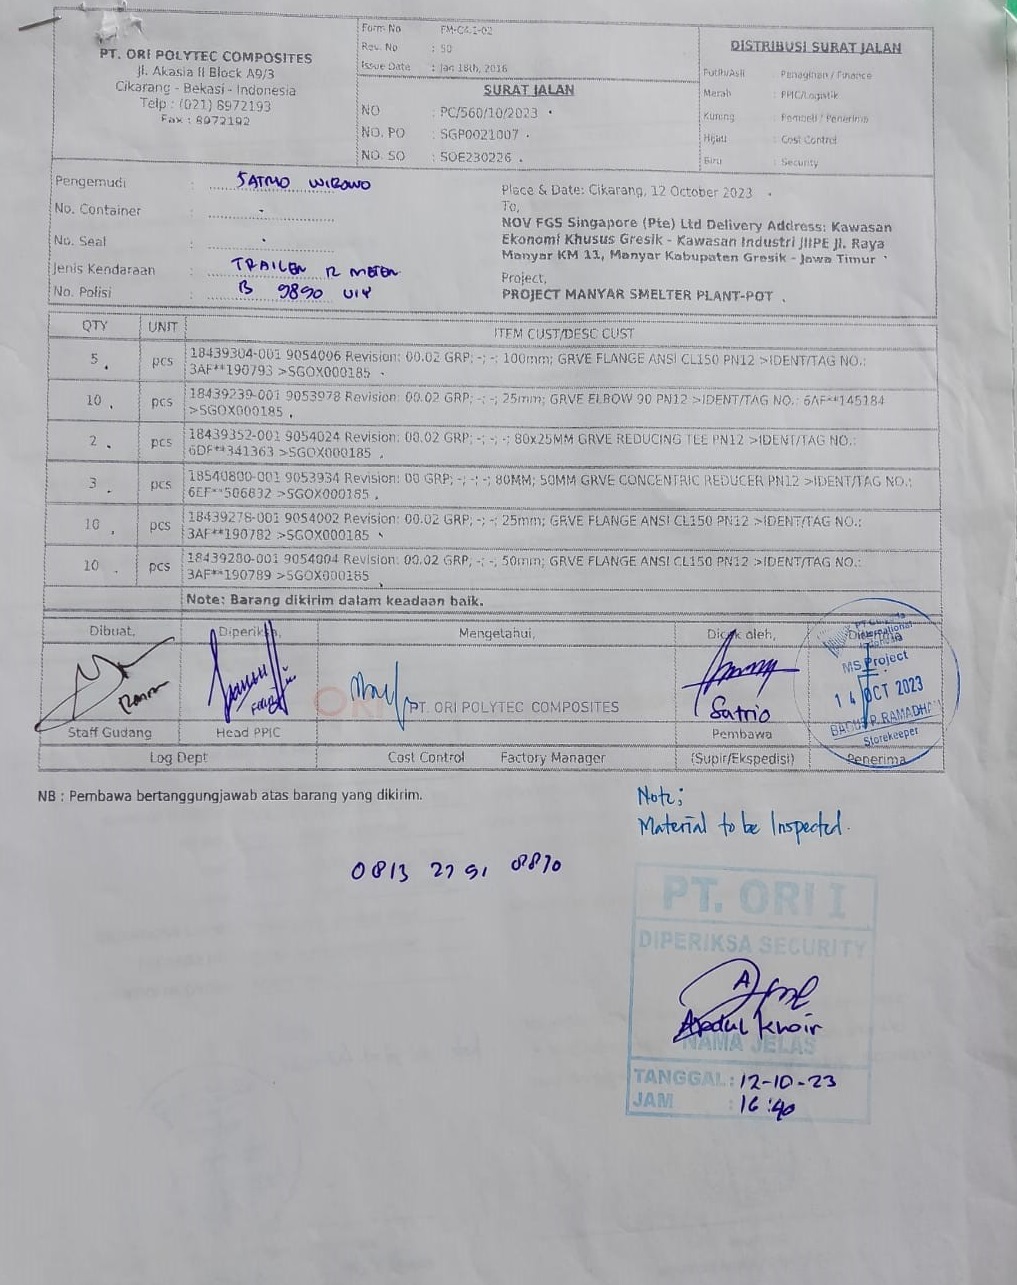 PT. ORI POLYTEC COMPOSITES
Jl. Akasia II Block A9/3
Cikarang - Bekasi - Indonesia
Telp : (021) 8972193
Fax : 8972192
Form No FM-C4.1-02
Rev. No : 50
Issue Date : Jan 18th, 2016
SURAT JALAN
NO : PC/560/10/2023
NO. PO : SGP0021007
NO. SO : SOE230226
DISTRIBUSI SURAT JALAN
Putih/Asli : Penagihan / Finance
Merah : PPIC/Logistik
Kuning : Pembeli / Penerima
Hijau : Cost Control
Biru : Security
Pengemudi : SATRIO WIBOWO
No. Container : -
No. Seal : -
Jenis Kendaraan : TRAILER 12 METER
No. Polisi : B 9890 UIY
Place & Date: Cikarang, 12 October 2023
To,
NOV FGS Singapore (Pte) Ltd Delivery Address: Kawasan
Ekonomi Khusus Gresik - Kawasan Industri JIIPE Jl. Raya
Manyar KM 11, Manyar Kabupaten Gresik - Jawa Timur
Project,
PROJECT MANYAR SMELTER PLANT-POT
QTY UNIT ITEM CUST/DESC CUST
5 pcs 18439304-001 9054006 Revision: 00.02 GRP; -; -; 100mm; GRVE FLANGE ANSI CL150 PN12 >IDENT/TAG NO.:
3AF**190793 >SGOX000185
10 pcs 18439239-001 9053978 Revision: 00.02 GRP; -; -; 25mm; GRVE ELBOW 90 PN12 >IDENT/TAG NO.: 6AF**145184
>SGOX000185
2 pcs 18439352-001 9054024 Revision: 00.02 GRP; -; -; -; 80x25MM GRVE REDUCING TEE PN12 >IDENT/TAG NO.:
6DF**341363 >SGOX000185
3 pcs 18540800-001 9053934 Revision: 00 GRP; -; -; -; 80MM; 50MM GRVE CONCENTRIC REDUCER PN12 >IDENT/TAG NO.:
6EF**506832 >SGOX000185
10 pcs 18439278-001 9054002 Revision: 00.02 GRP; -; -; 25mm; GRVE FLANGE ANSI CL150 PN12 >IDENT/TAG NO.:
3AF**190782 >SGOX000185
10 pcs 18439280-001 9054004 Revision: 00.02 GRP; -; -; 50mm; GRVE FLANGE ANSI CL150 PN12 >IDENT/TAG NO.:
3AF**190789 >SGOX000185
Note: Barang dikirim dalam keadaan baik.
Dibuat, Diperiksa, Mengetahui, Dicek oleh,
International
MS Project
14 OCT 2023
BAGUS P. RAMADHAN
Storekeeper
ORI PT. ORI POLYTEC COMPOSITES
Satrio
Staff Gudang Head PPIC Pembawa
Log Dept Cost Control Factory Manager (Supir/Ekspedisi) Penerima
NB : Pembawa bertanggungjawab atas barang yang dikirim.
Note;
Material to be Inspected.
0813 2791 8870
PT. ORI I
DIPERIKSA SECURITY
Abdul Khoir
NAMA JELAS
TANGGAL : 12-10-23
JAM : 16:40